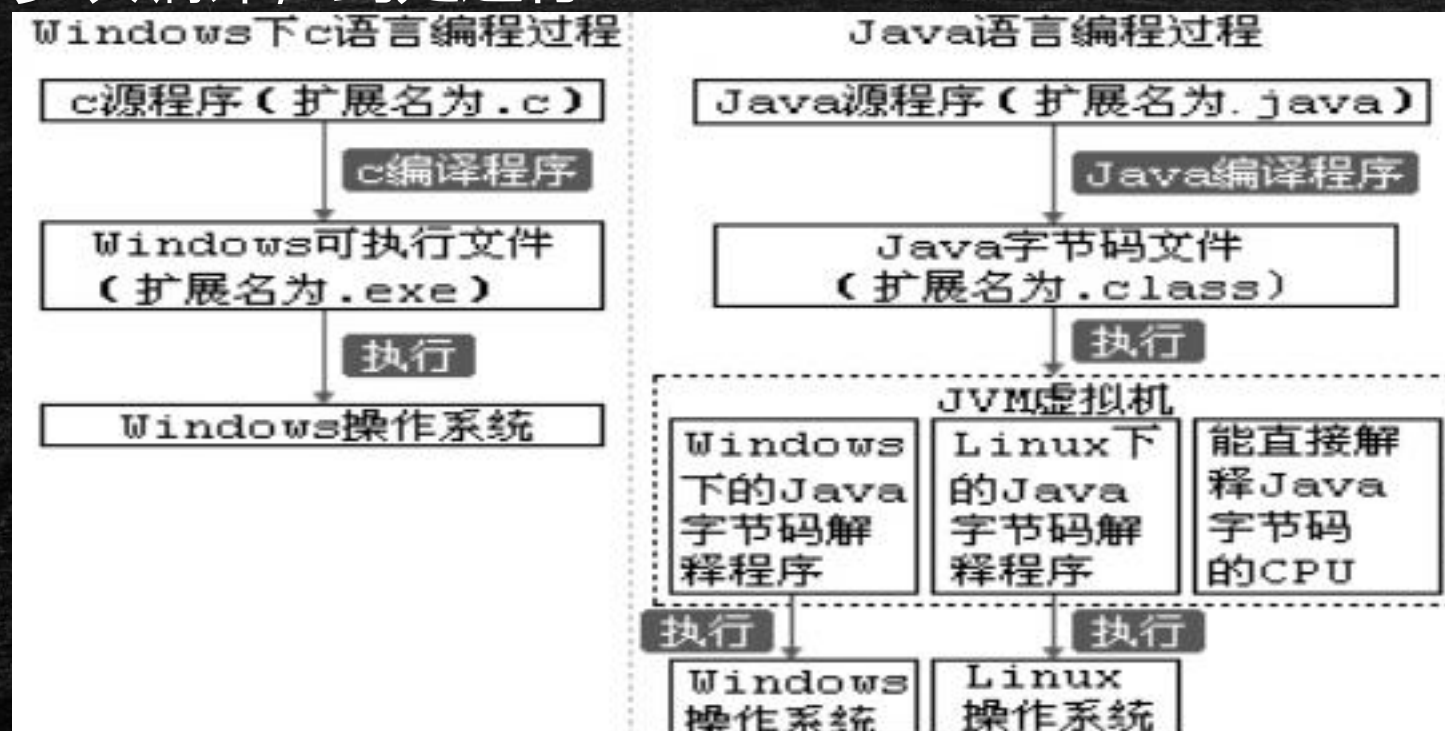 Windows下c语言编程过程
c源程序(扩展名为.c)
c编译程序
Windows可执行文件
(扩展名为.exe)
执行
Windows操作系统
Java语言编程过程
Java源程序(扩展名为.java)
Java编译程序
Java字节码文件
(扩展名为.class)
执行
JVM虚拟机
Windows
下的Java
字节码解
释程序
Linux下
的Java
字节码解
释程序
能直接解
释Java
字节码
的CPU
执行
执行
Windows
操作系统
Linux
操作系统